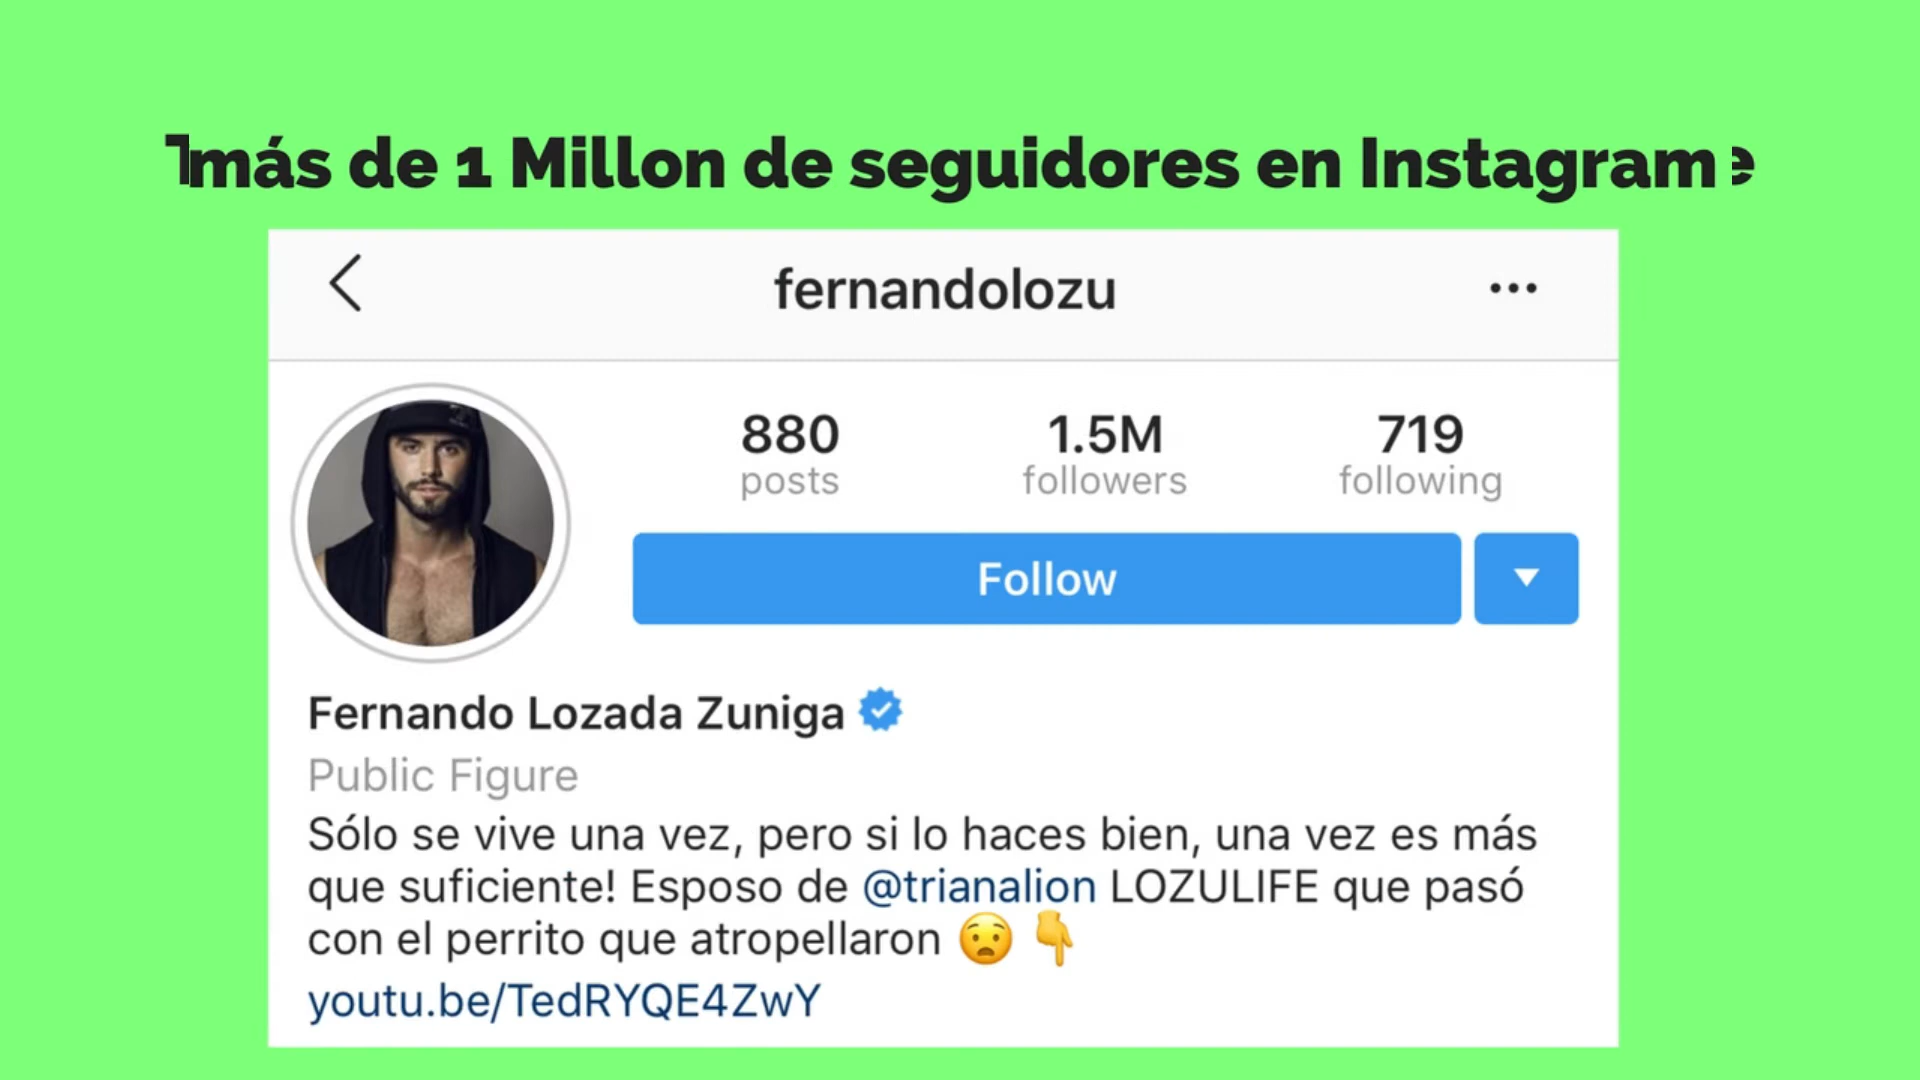 más de 1 Millon de seguidores en Instagram
fernandolozu
880 1.5M 719
posts followers following
Follow
Fernando Lozada Zuniga
Public Figure
Sólo se vive una vez, pero si lo haces bien, una vez es más
que suficiente! Esposo de @trianalion LOZULIFE que pasó
con el perrito que atropellaron 😧 👇
youtu.be/TedRYQE4ZwY